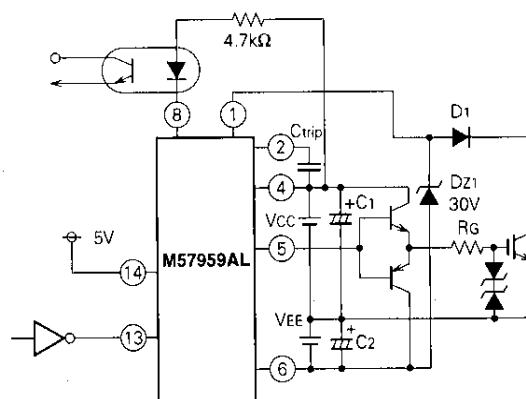 4.7kΩ
8
1
D1
2
Ctrip
4
+C1
DZ1
30V
VCC
RG
5V
M57959AL
5
14
VEE
13
+
C2
6